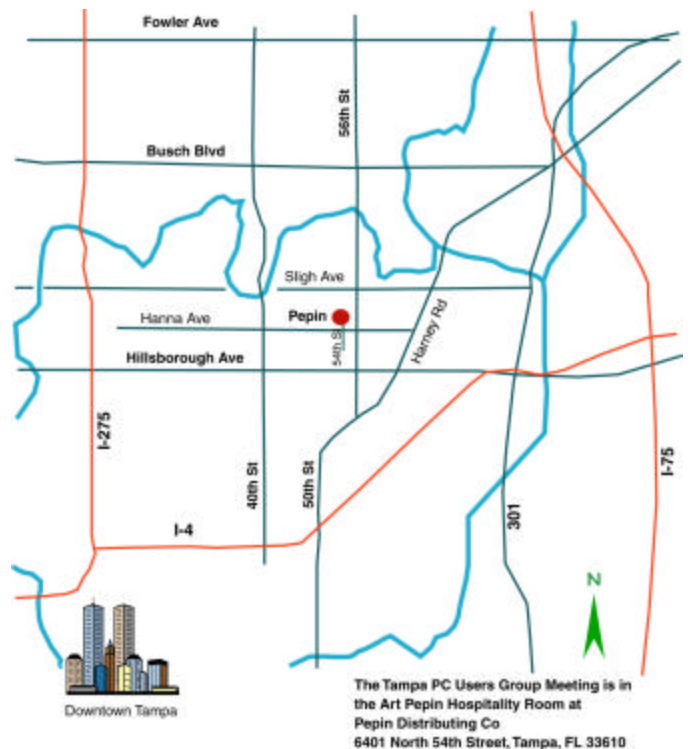 Fowler Ave
56th St
Busch Blvd
Sligh Ave
Hanna Ave
Pepin
54th St
Harney Rd
Hillsborough Ave
I-275
40th St
50th St
I-75
301
I-4
N
Downtown Tampa
The Tampa PC Users Group Meeting is in
the Art Pepin Hospitality Room at
Pepin Distributing Co
6401 North 54th Street, Tampa, FL 33610